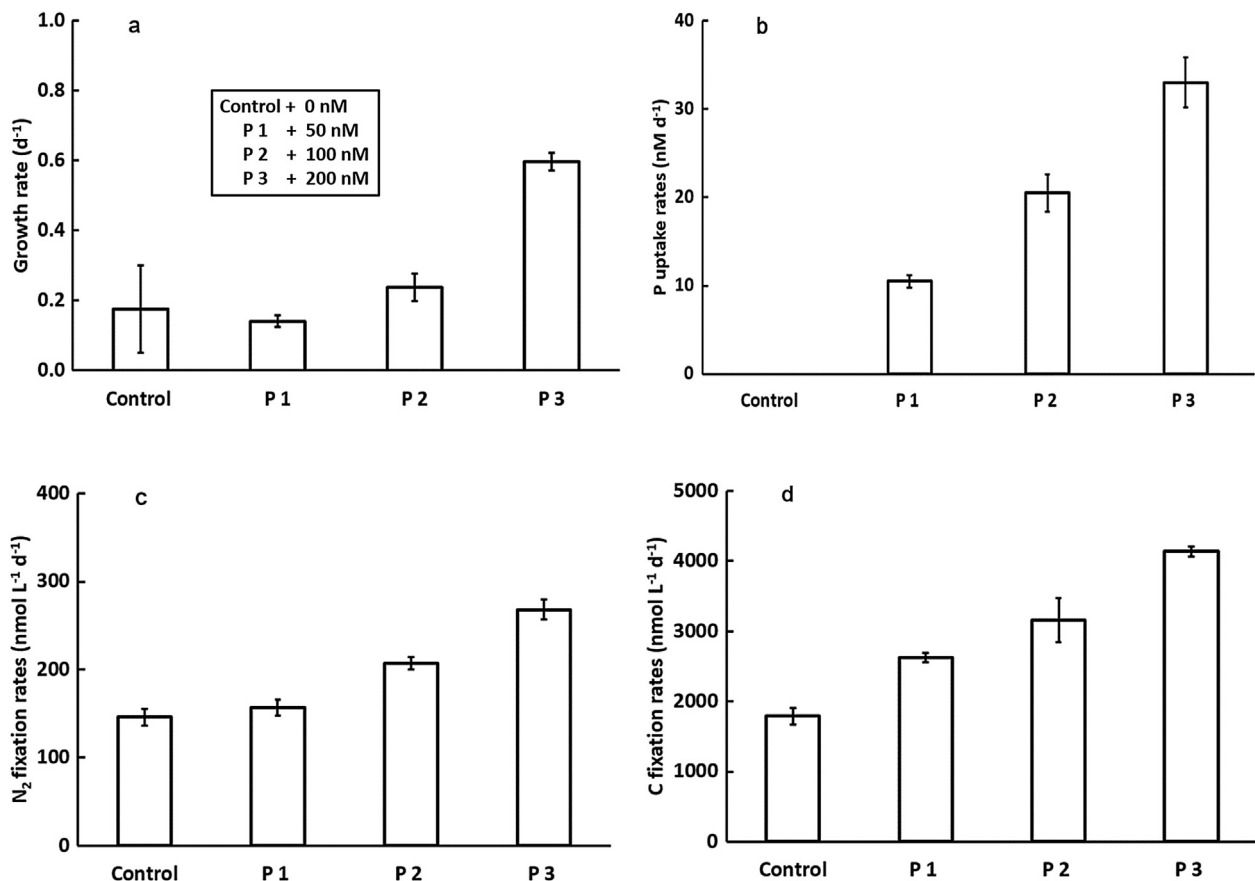 a
Growth rate (d⁻¹)
1.0
0.8
0.6
0.4
0.2
0.0
Control + 0 nM
P 1 + 50 nM
P 2 + 100 nM
P 3 + 200 nM
Control P 1 P 2 P 3
b
P uptake rates (nM d⁻¹)
40
30
20
10
0
Control P 1 P 2 P 3
c
N₂ fixation rates (nmol L⁻¹ d⁻¹)
400
300
200
100
0
Control P 1 P 2 P 3
d
C fixation rates (nmol L⁻¹ d⁻¹)
5000
4000
3000
2000
1000
0
Control P 1 P 2 P 3